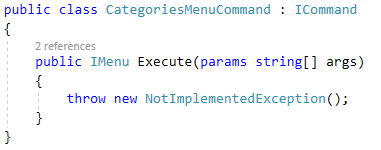 public class CategoriesMenuCommand : ICommand
{
2 references
public IMenu Execute(params string[] args)
{
throw new NotImplementedException();
}
}